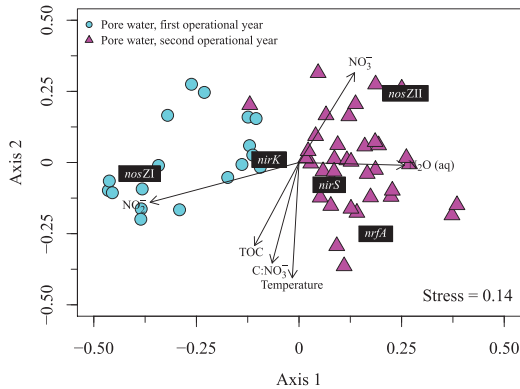 Pore water, first operational year
Pore water, second operational year
0.50
0.25
0
−0.25
−0.50
Axis 2
NO₃⁻
nosZII
nirK
nosZI
N₂O (aq)
nirS
NO₂⁻
nrfA
TOC
C:NO₃⁻
Temperature
Stress = 0.14
−0.50
−0.25
0
0.25
0.50
Axis 1